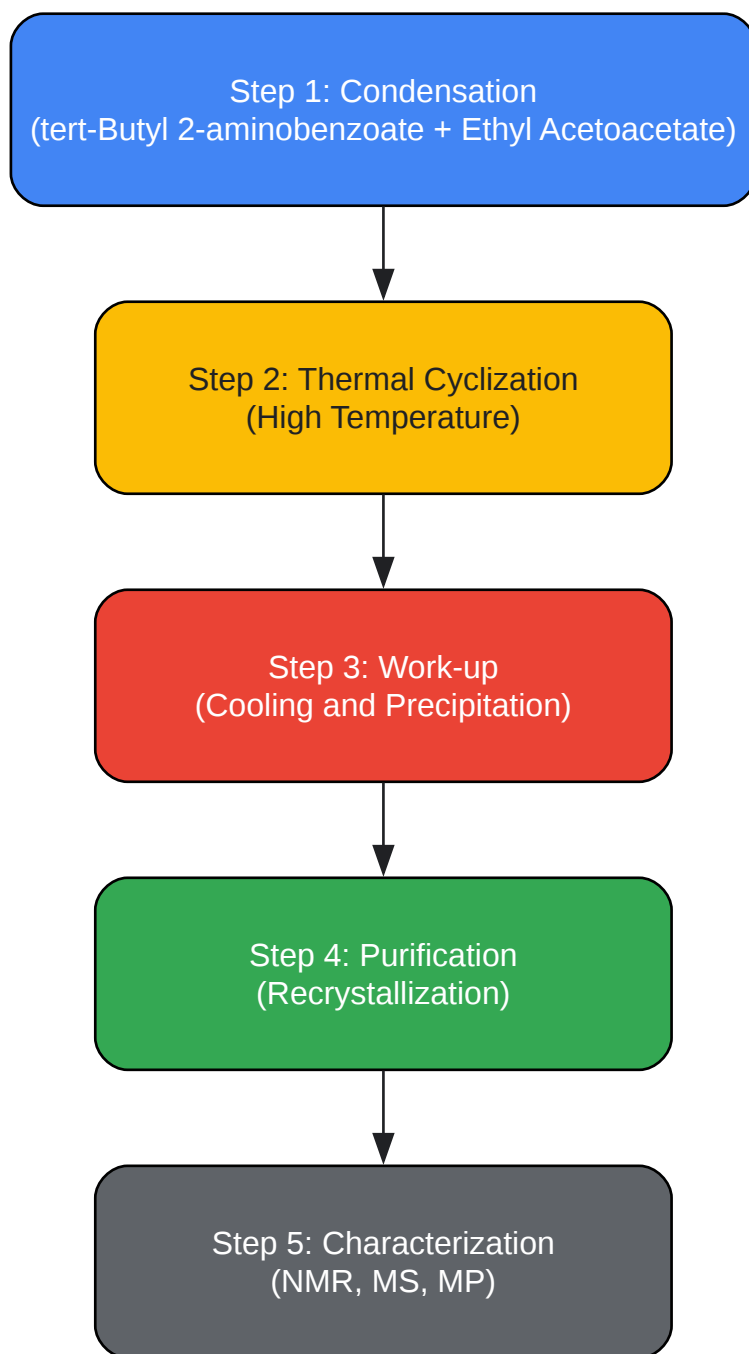 Step 1: Condensation
(tert-Butyl 2-aminobenzoate + Ethyl Acetoacetate)
Step 2: Thermal Cyclization
(High Temperature)
Step 3: Work-up
(Cooling and Precipitation)
Step 4: Purification
(Recrystallization)
Step 5: Characterization
(NMR, MS, MP)